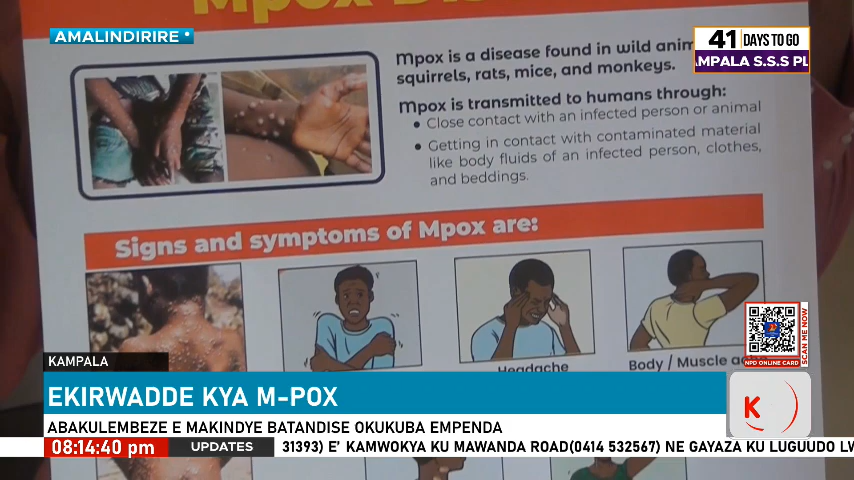 Mpox
AMALINDIRIRE
41 DAYS TO GO
AMPALA S.S.S PL
Mpox is a disease found in wild
squirrels, rats, mice, and monkeys.
Mpox is transmitted to humans through:
• Close contact with an infected person or animal
• Getting in contact with contaminated material
like body fluids of an infected person, clothes,
and beddings.
Signs and symptoms of Mpox are:
Headache
Body / Muscle
SCAN ME NOW
NPD ONLINE CARD
KAMPALA
EKIRWADDE KYA M-POX
K
ABAKULEMBEZE E MAKINDYE BATANDISE OKUKUBA EMPENDA
08:14:40 pm
UPDATES
31393) E' KAMWOKYA KU MAWANDA ROAD(0414 532567) NE GAYAZA KU LUGUUDO LW